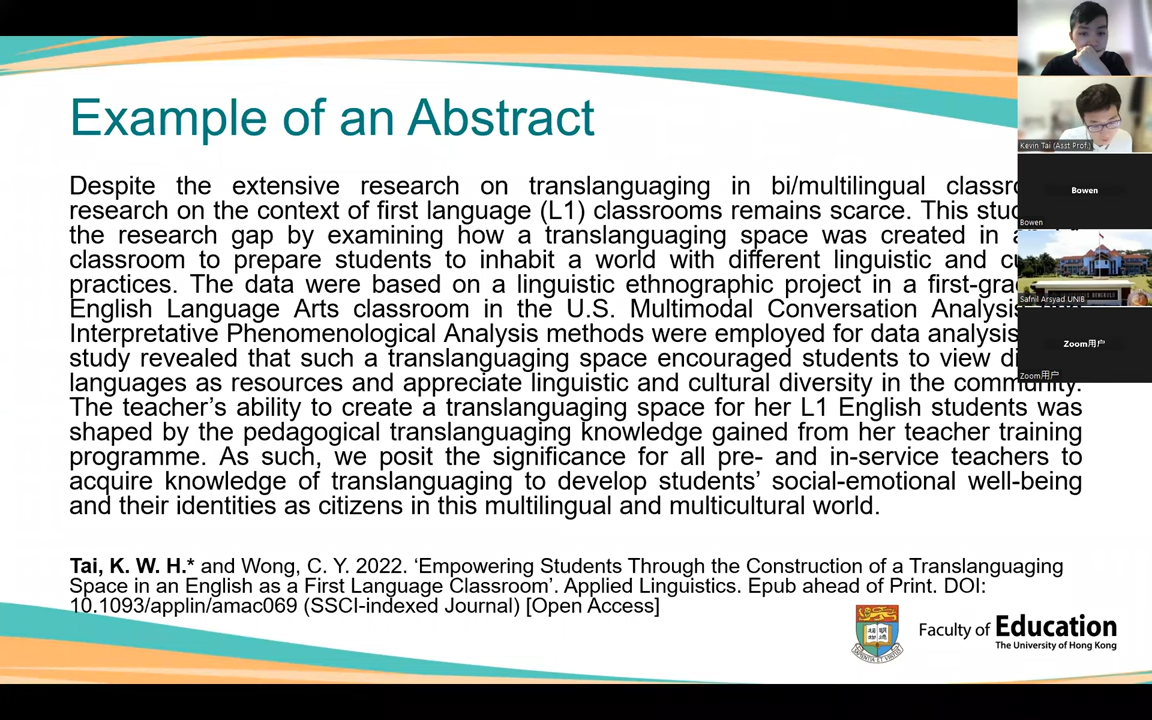 Example of an Abstract
Despite the extensive research on translanguaging in bi/multilingual
research on the context of first language (L1) classrooms remains scarce. This
the research gap by examining how a translanguaging space was created in
classroom to prepare students to inhabit a world with different linguistic and
practices. The data were based on a linguistic ethnographic project in a
English Language Arts classroom in the U.S. Multimodal Conversation Analysis
Interpretative Phenomenological Analysis methods were employed for data analysis
study revealed that such a translanguaging space encouraged students to view
languages as resources and appreciate linguistic and cultural diversity in the community.
The teacher’s ability to create a translanguaging space for her L1 English students was
shaped by the pedagogical translanguaging knowledge gained from her teacher training
programme. As such, we posit the significance for all pre- and in-service teachers to
acquire knowledge of translanguaging to develop students’ social-emotional well-being
and their identities as citizens in this multilingual and multicultural world.
Tai, K. W. H.* and Wong, C. Y. 2022. ‘Empowering Students Through the Construction of a Translanguaging
Space in an English as a First Language Classroom’. Applied Linguistics. Epub ahead of Print. DOI:
10.1093/applin/amac069 (SSCI-indexed Journal) [Open Access]
Faculty of Education
The University of Hong Kong
Kevin Tai (Asst Prof.)
Bowen
Bowen
Safnil Arsyad UNIB
Zoom用户
Zoom用户